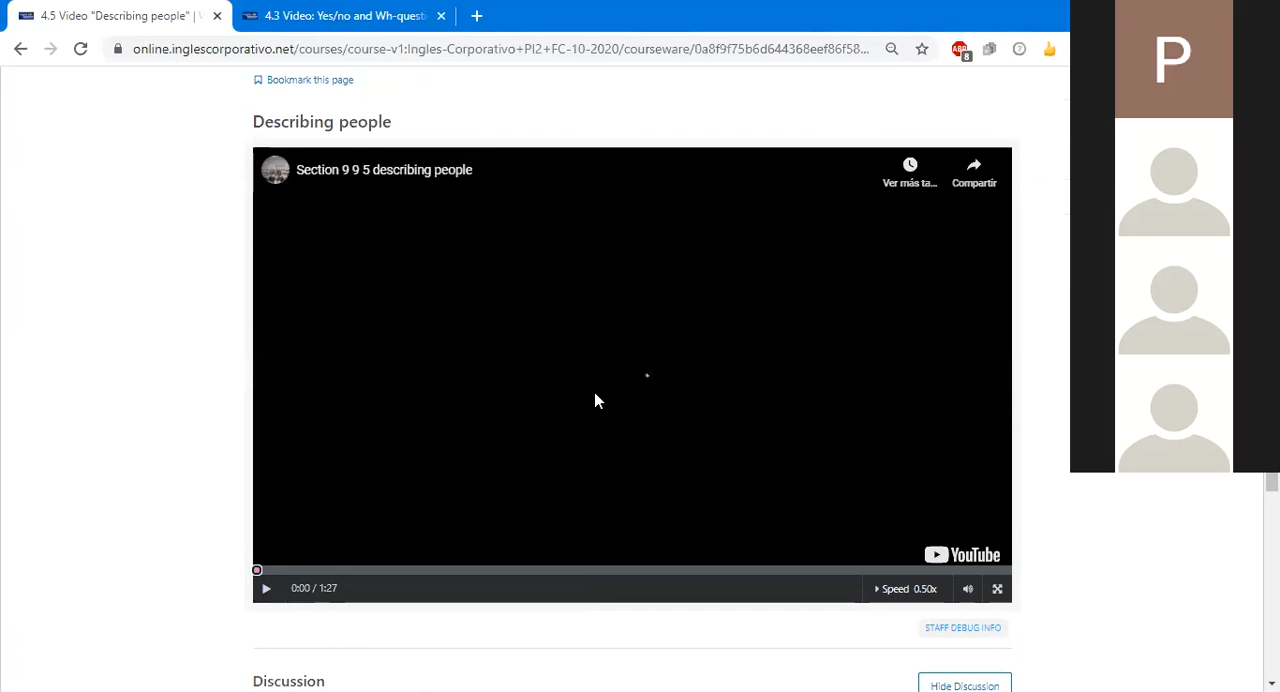 4.5 Video "Describing people" |
4.3 Video: Yes/no and Wh-questi
online.inglescorporativo.net/courses/course-v1:Ingles-Corporativo+PI2+FC-10-2020/courseware/0a8f9f75b6d644368eef86f58...
ABP
8
Bookmark this page
Describing people
Section 9 9 5 describing people
Ver más ta...
Compartir
YouTube
0:00 / 1:27
Speed 0.50x
STAFF DEBUG INFO
Discussion
Hide Discussion
P